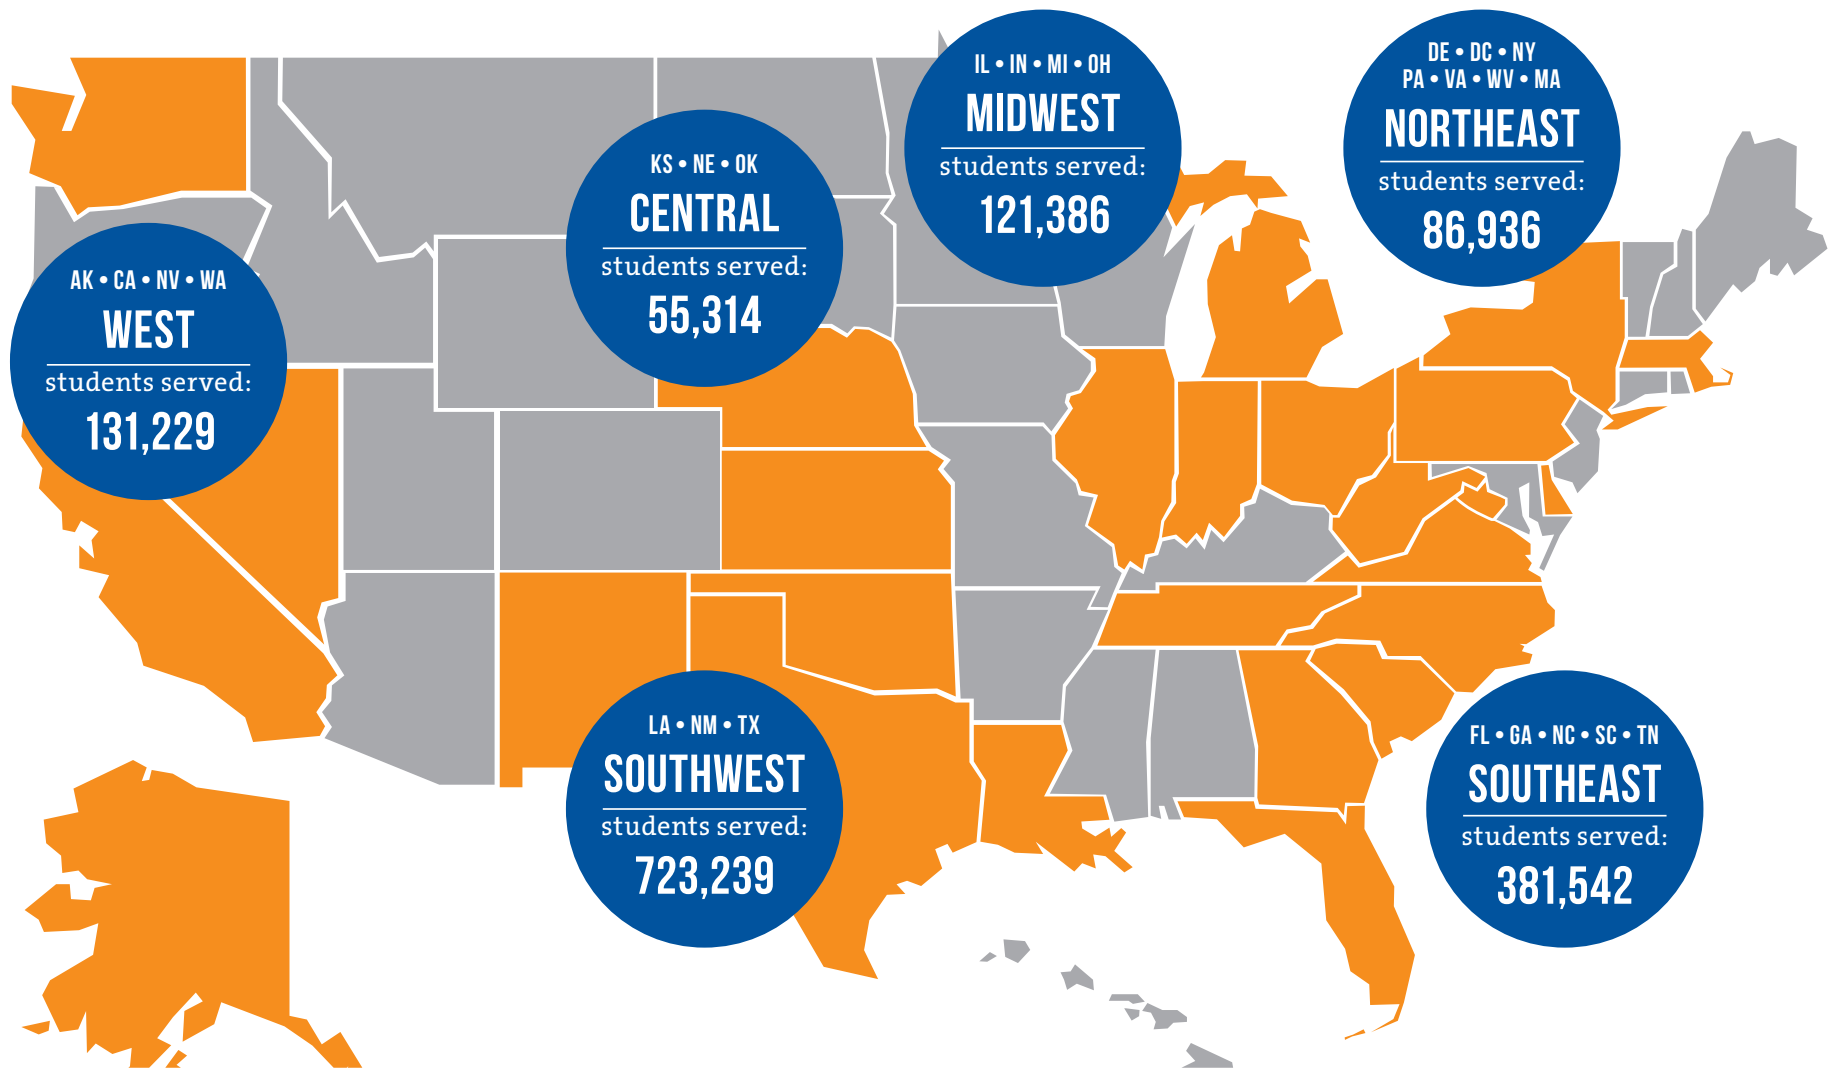 AK • CA • NV • WA
WEST
students served:
131,229
KS • NE • OK
CENTRAL
students served:
55,314
IL • IN • MI • OH
MIDWEST
students served:
121,386
DE • DC • NY
PA • VA • WV • MA
NORTHEAST
students served:
86,936
LA • NM • TX
SOUTHWEST
students served:
723,239
FL • GA • NC • SC • TN
SOUTHEAST
students served:
381,542